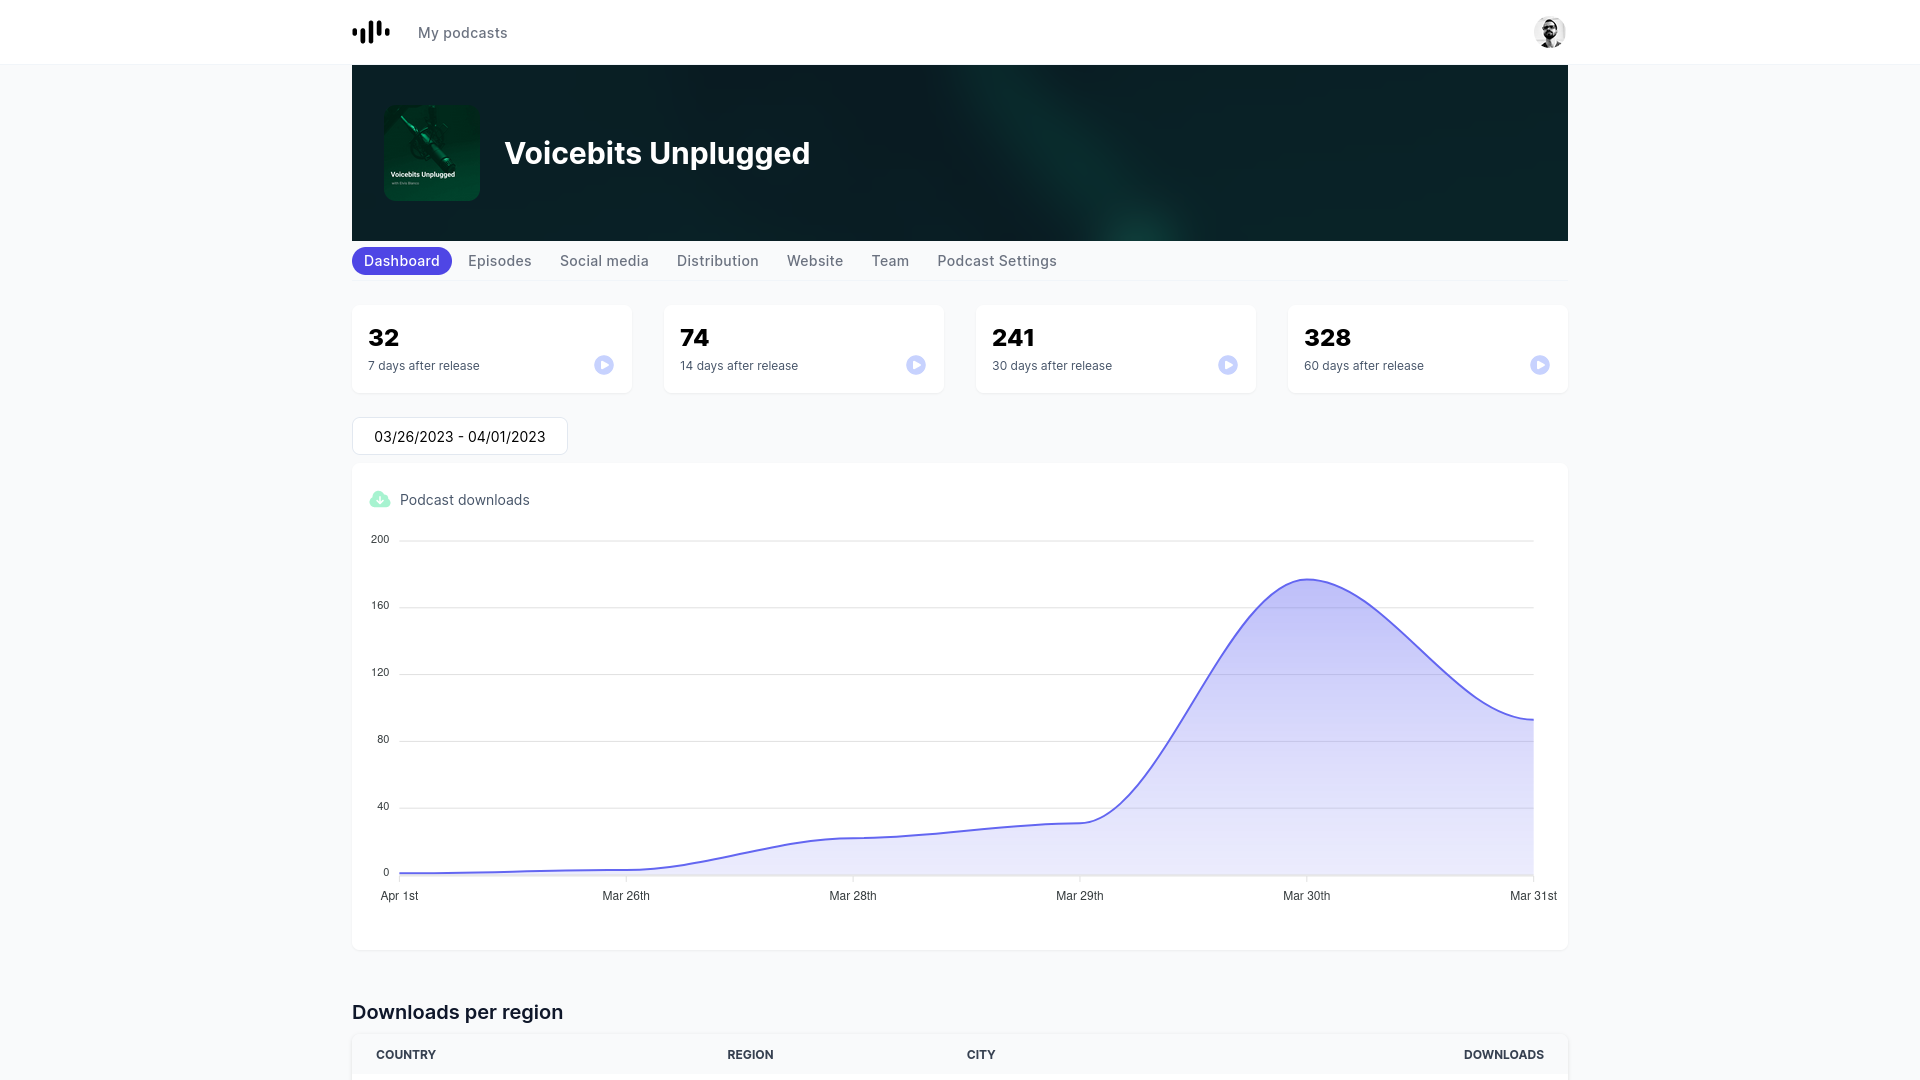 My podcasts
Voicebits Unplugged
Voicebits Unplugged
Dashboard Episodes Social media Distribution Website Team Podcast Settings
32 74 241 328
7 days after release 14 days after release 30 days after release 60 days after release
03/26/2023 - 04/01/2023
Podcast downloads
200
160
120
80
40
0
Apr 1st Mar 26th Mar 28th Mar 29th Mar 30th Mar 31st
Downloads per region
COUNTRY REGION CITY DOWNLOADS